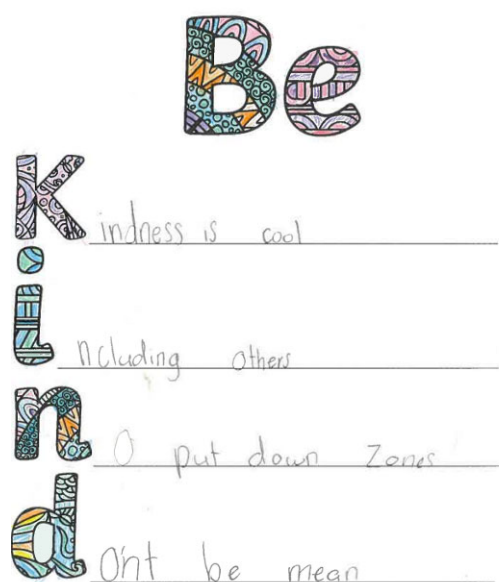 Be
Kindness is cool
including others
nO put down zones
dOn't be mean